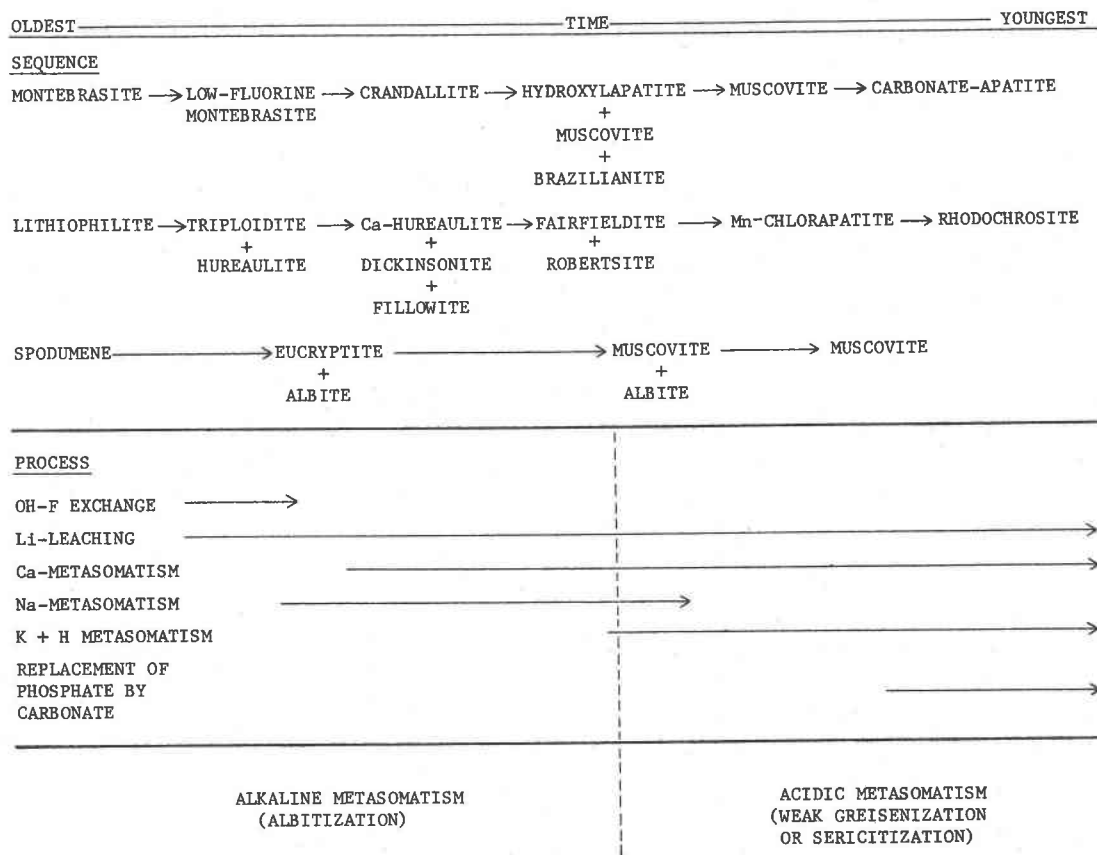 OLDEST TIME YOUNGEST
SEQUENCE
MONTEBRASITE → LOW-FLUORINE → CRANDALLITE → HYDROXYLAPATITE → MUSCOVITE → CARBONATE-APATITE
MONTEBRASITE +
MUSCOVITE
+
BRAZILIANITE
LITHIOPHILITE → TRIPLOIDITE → Ca-HUREAULITE → FAIRFIELDITE → Mn-CHLORAPATITE → RHODOCHROSITE
+ + +
HUREAULITE DICKINSONITE ROBERTSITE
+
FILLOWITE
SPODUMENE → EUCRYPTITE → MUSCOVITE → MUSCOVITE
+ +
ALBITE ALBITE
PROCESS
OH-F EXCHANGE
Li-LEACHING
Ca-METASOMATISM
Na-METASOMATISM
K + H METASOMATISM
REPLACEMENT OF
PHOSPHATE BY
CARBONATE
ALKALINE METASOMATISM
(ALBITIZATION)
ACIDIC METASOMATISM
(WEAK GREISENIZATION
OR SERICITIZATION)